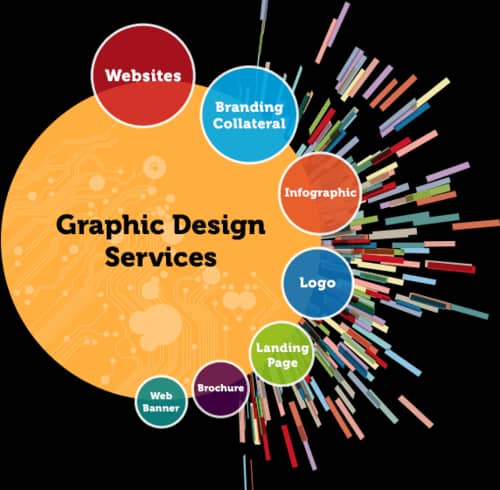 Websites
Branding
Collateral
Infographic
Graphic Design
Services
Logo
Landing
Page
Brochure
Web
Banner